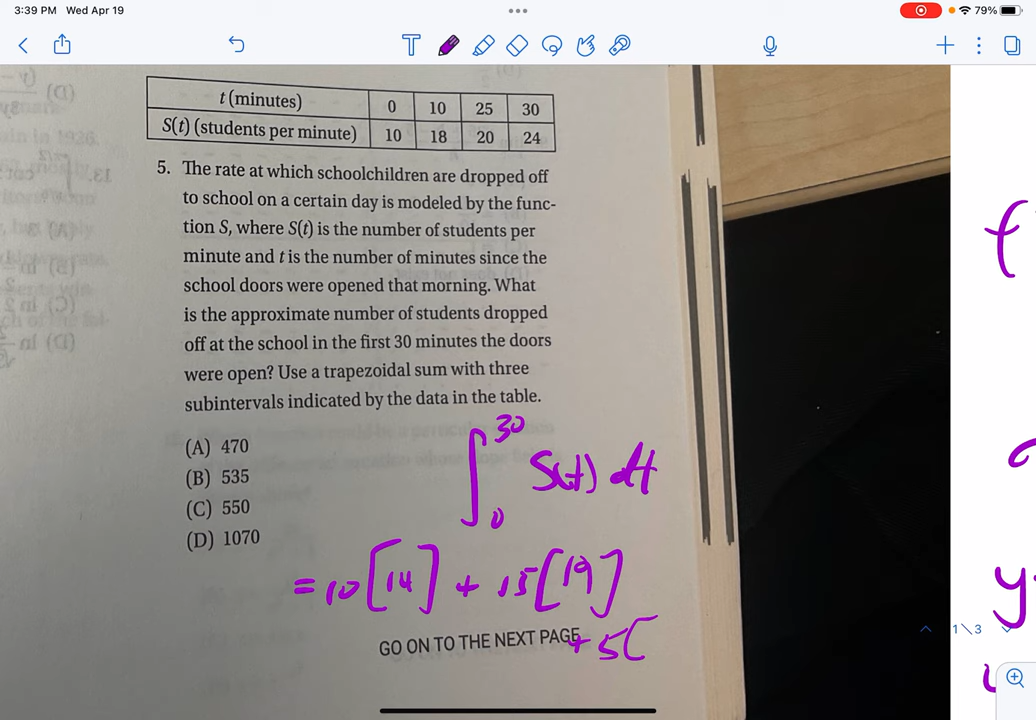 3:39 PM Wed Apr 19
79%
t (minutes) 0 10 25 30
S(t) (students per minute) 10 18 20 24
5. The rate at which schoolchildren are dropped off
to school on a certain day is modeled by the func-
tion S, where S(t) is the number of students per
minute and t is the number of minutes since the
school doors were opened that morning. What
is the approximate number of students dropped
off at the school in the first 30 minutes the doors
were open? Use a trapezoidal sum with three
subintervals indicated by the data in the table.
(A) 470
(B) 535
(C) 550
(D) 1070
∫₀³⁰ S(t) dt
= 10[14] + 15[19]
+ 5[
GO ON TO THE NEXT PAGE
1\3